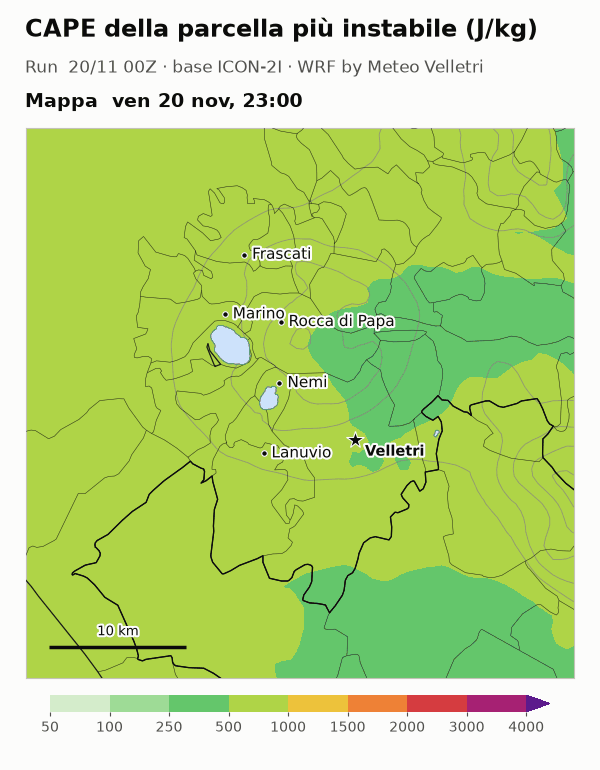 CAPE della parcella più instabile (J/kg)
Run  20/11 00Z · base ICON-2I · WRF by Meteo Velletri
Mappa  ven 20 nov, 23:00
Frascati
Marino
Rocca di Papa
Nemi
Lanuvio
Velletri
10 km
50 100 250 500 1000 1500 2000 3000 4000